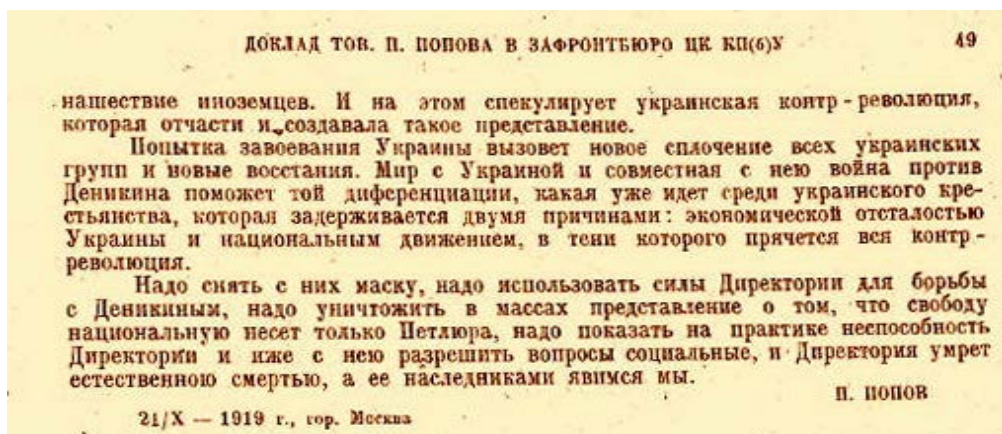 ДОКЛАД ТОВ. П. ПОПОВА В ЗАФРОНТБЮРО ЦК КП(б)У 49
нашествие иноземцев. И на этом спекулирует украинская контр-революция,
которая отчасти и создавала такое представление.
Попытка завоевания Украины вызовет новое сплочение всех украинских
групп и новые восстания. Мир с Украиной и совместная с нею война против
Деникина поможет той диференциации, какая уже идет среди украинского кре-
стьянства, которая задерживается двумя причинами: экономической отсталостью
Украины и национальным движением, в тени которого прячется вся контр-
революция.
Надо снять с них маску, надо использовать силы Директории для борьбы
с Деникиным, надо уничтожить в массах представление о том, что свободу
национальную несет только Петлюра, надо показать на практике неспособность
Директории и иже с нею разрешить вопросы социальные, и Директория умрет
естественною смертью, а ее наследниками явимся мы.
П. ПОПОВ
21/X — 1919 г., гор. Москва